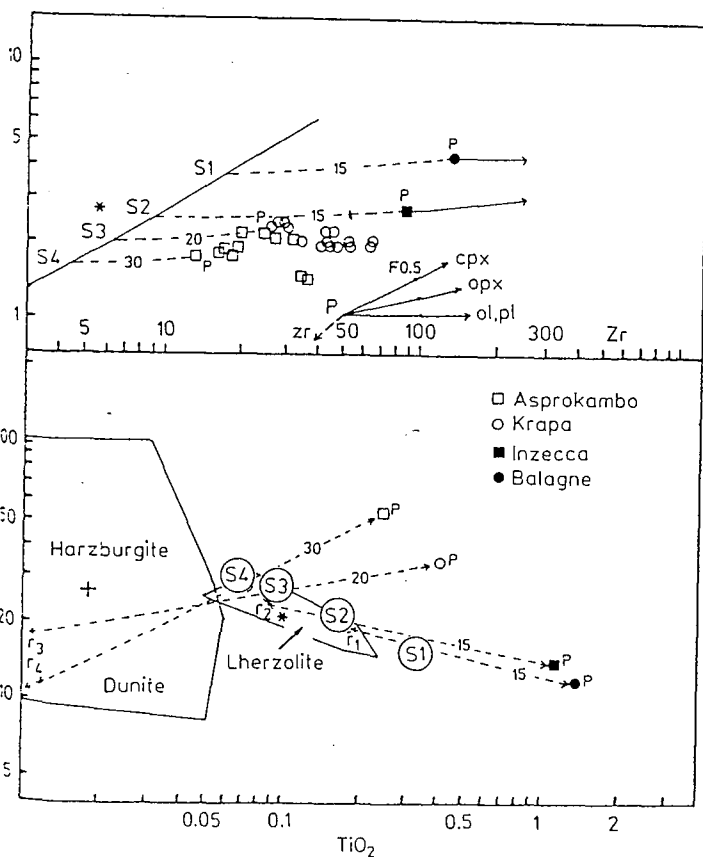 10
5
S1 15 P
S2 P 15 P
S3 20
S4 30 P
F0.5 cpx
opx
P ol,pl
1
zr
5 10 50 100 300 Zr
□ Asprokambo
○ Krapa
■ Inzecca
● Balagne
00
50 P
30
Harzburgite 20 P
S4 S3
+
20 r2 * S2
r3 r1 15 P
r4 Lherzolite S1 15 P
Dunite
10
5
0.05 0.1 0.5 1 2
TiO₂